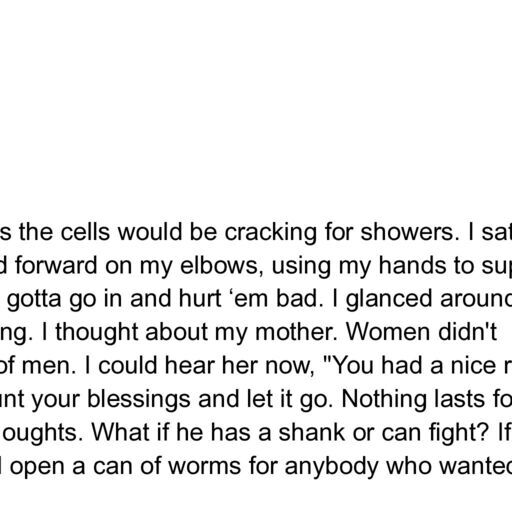 s the cells would be cracking for showers. I sat
d forward on my elbows, using my hands to sup
gotta go in and hurt ‘em bad. I glanced around
ng. I thought about my mother. Women didn't
of men. I could hear her now, "You had a nice r
nt your blessings and let it go. Nothing lasts fo
oughts. What if he has a shank or can fight? If
open a can of worms for anybody who wanted